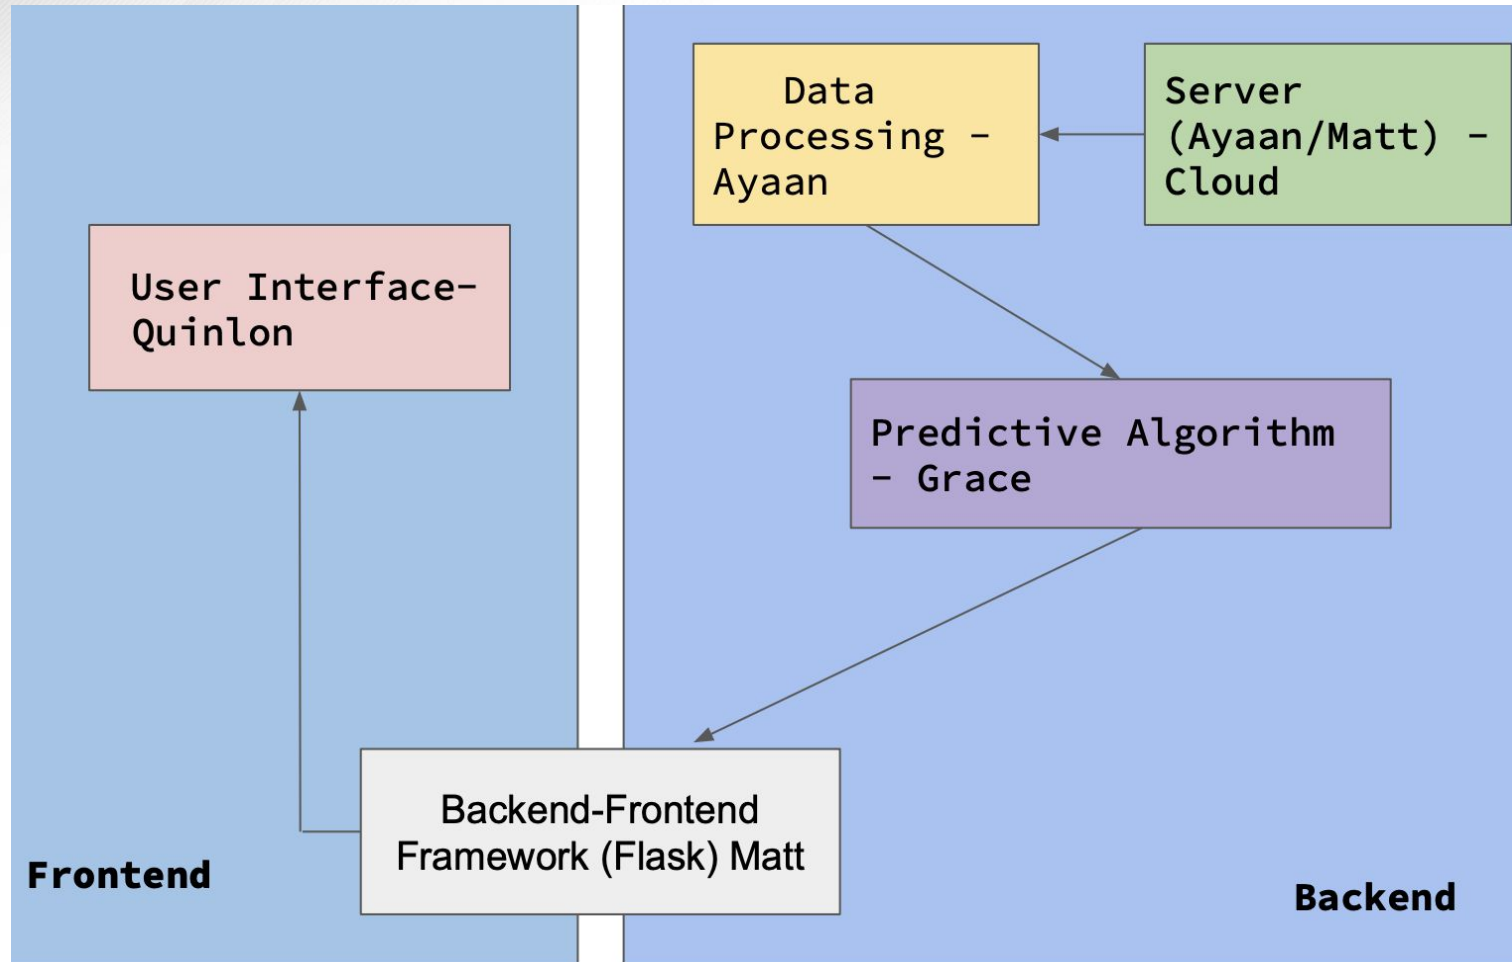 Data
Processing -
Ayaan
Server
(Ayaan/Matt) -
Cloud
User Interface-
Quinlon
Predictive Algorithm
- Grace
Backend-Frontend
Framework (Flask) Matt
Frontend
Backend